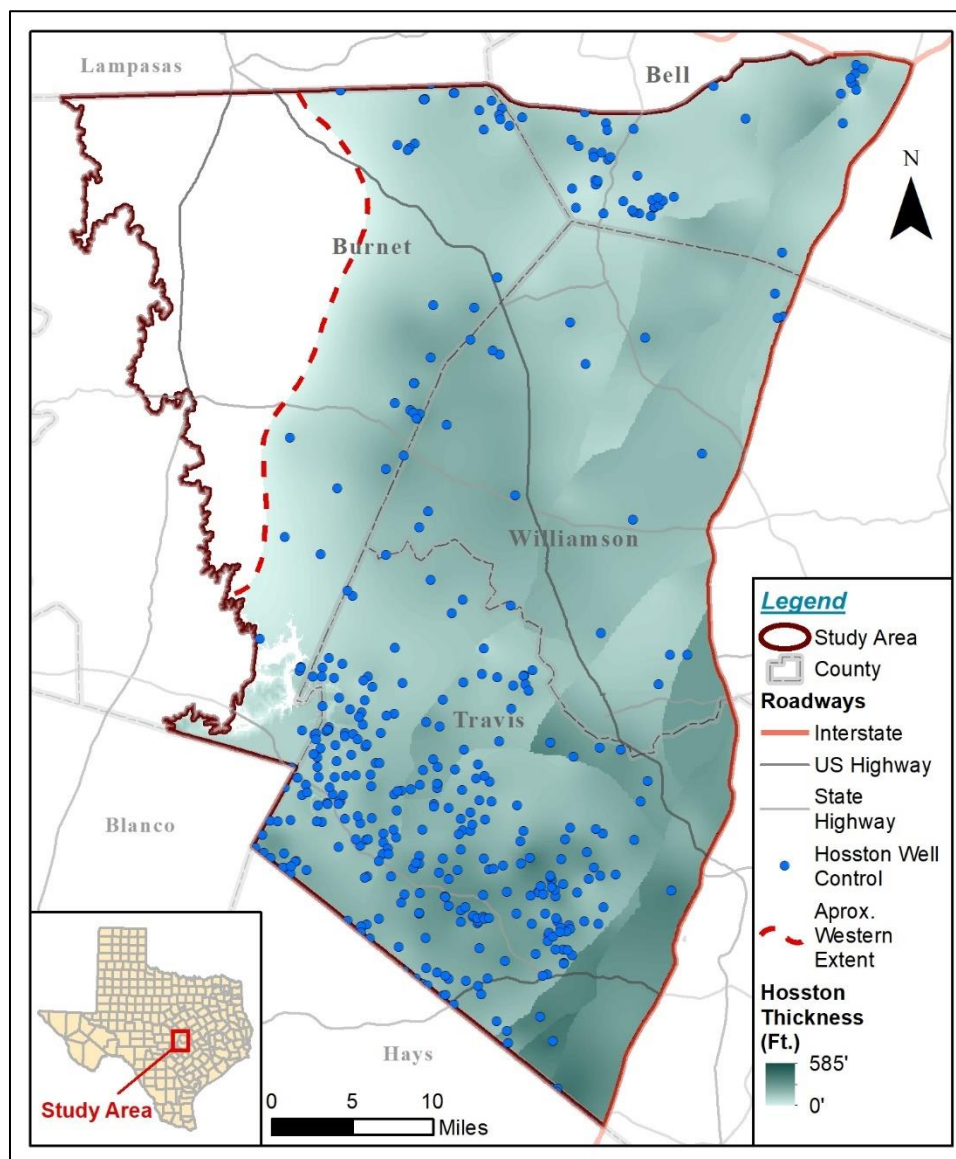 Lampasas
Bell
N
Burnet
Williamson
Travis
Blanco
Hays
Study Area
0 5 10
Miles
Legend
Study Area
County
Roadways
Interstate
US Highway
State
Highway
Hosston Well
Control
Aprox.
Western
Extent
Hosston
Thickness
(Ft.)
585'
0'